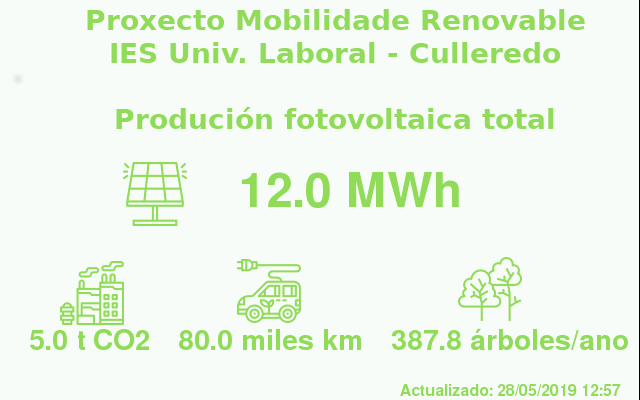 Proxecto Mobilidade Renovable
IES Univ. Laboral - Culleredo
Produción fotovoltaica total
12.0 MWh
5.0 t CO2 80.0 miles km 387.8 árboles/ano
Actualizado: 28/05/2019 12:57